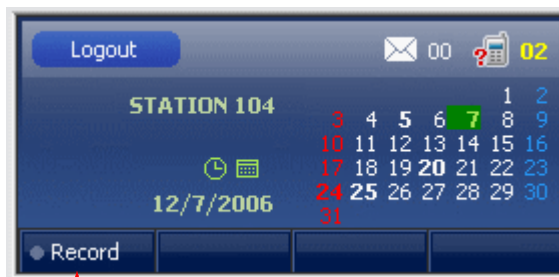 Logout 00 02
STATION 104
1 2
3 4 5 6 7 8 9
10 11 12 13 14 15 16
17 18 19 20 21 22 23
24 25 26 27 28 29 30
31
12/7/2006
Record